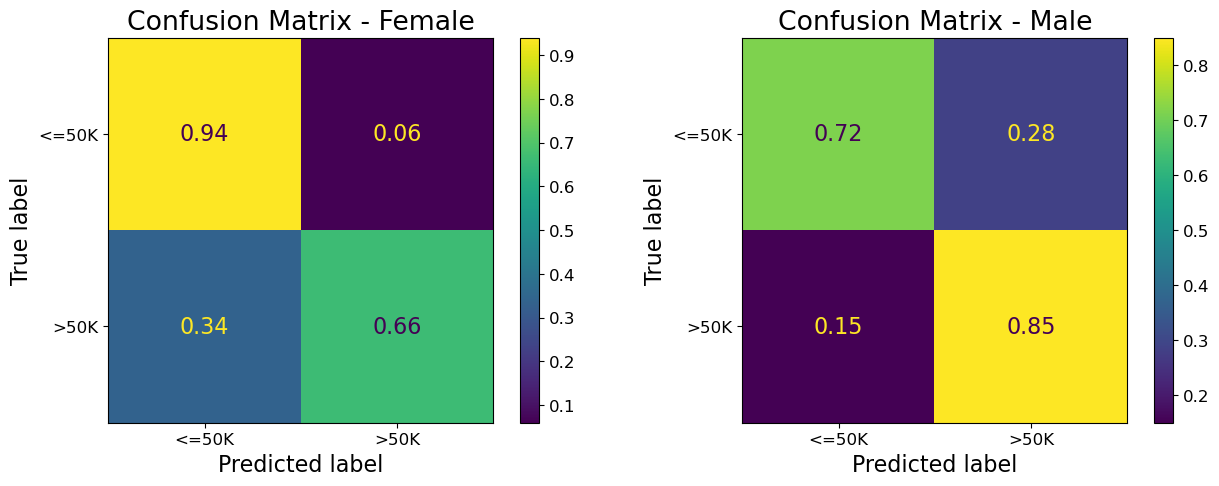 Confusion Matrix - Female
True label
<=50K
>50K
0.94
0.06
0.34
0.66
<=50K
>50K
Predicted label
0.9
0.8
0.7
0.6
0.5
0.4
0.3
0.2
0.1
Confusion Matrix - Male
True label
<=50K
>50K
0.72
0.28
0.15
0.85
<=50K
>50K
Predicted label
0.8
0.7
0.6
0.5
0.4
0.3
0.2